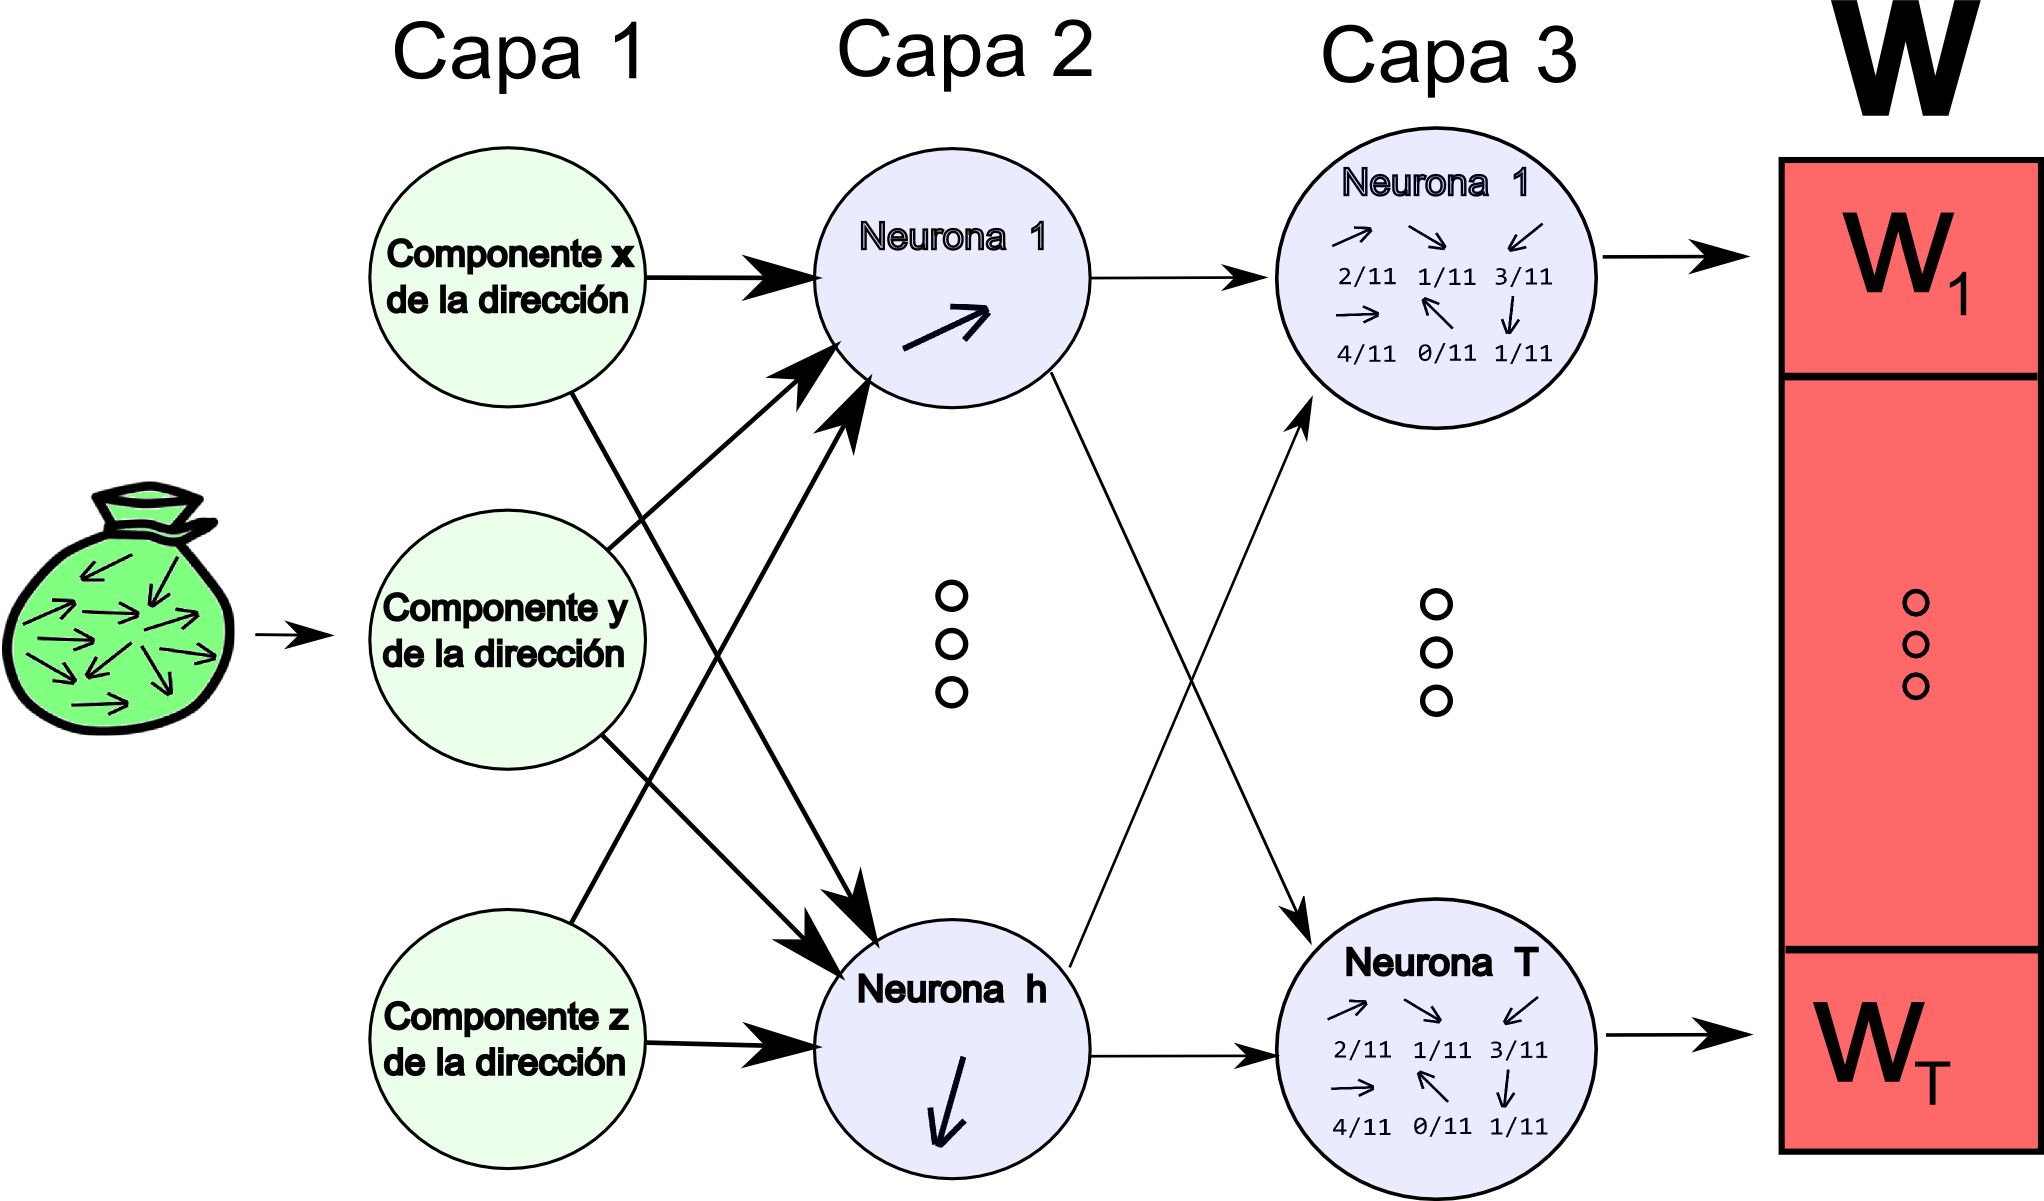 Capa 1
Capa 2
Capa 3
W
Componente x
de la dirección
Neurona 1
Neurona 1
2/11 1/11 3/11
4/11 0/11 1/11
W1
Componente y
de la dirección
Componente z
de la dirección
Neurona h
Neurona T
2/11 1/11 3/11
4/11 0/11 1/11
WT